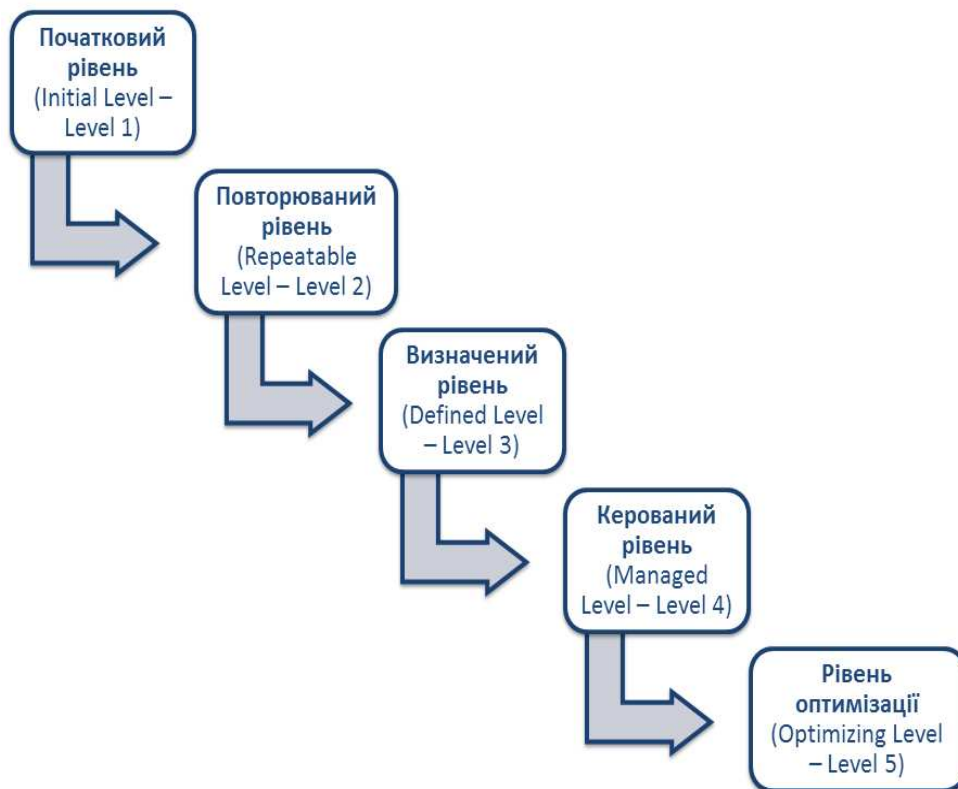 Початковий
рівень
(Initial Level –
Level 1)
Повторюваний
рівень
(Repeatable
Level – Level 2)
Визначений
рівень
(Defined Level
– Level 3)
Керований
рівень
(Managed
Level – Level 4)
Рівень
оптимізації
(Optimizing Level
– Level 5)